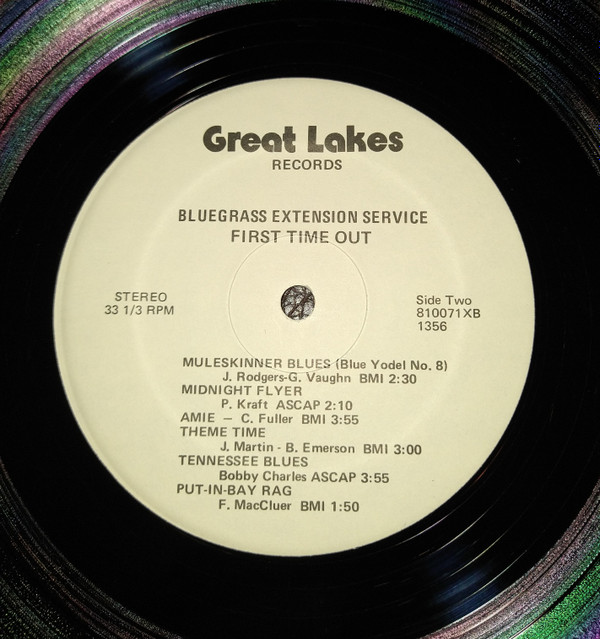 Great Lakes
RECORDS
BLUEGRASS EXTENSION SERVICE
FIRST TIME OUT
STEREO
33 1/3 RPM
Side Two
810071XB
1356
MULESKINNER BLUES (Blue Yodel No. 8)
J. Rodgers-G. Vaughn BMI 2:30
MIDNIGHT FLYER
P. Kraft ASCAP 2:10
AMIE – C. Fuller BMI 3:55
THEME TIME
J. Martin - B. Emerson BMI 3:00
TENNESSEE BLUES
Bobby Charles ASCAP 3:55
PUT-IN-BAY RAG
F. MacCluer BMI 1:50